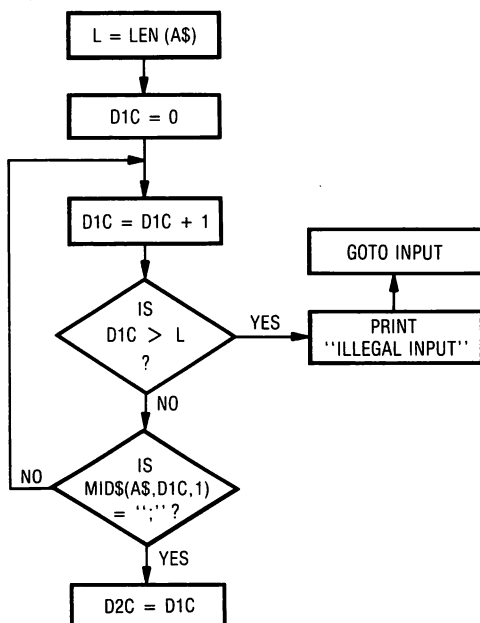 L = LEN (A$)
D1C = 0
D1C = D1C + 1
IS
D1C > L
?
YES
PRINT
‘‘ILLEGAL INPUT’’
GOTO INPUT
NO
IS
MID$(A$,D1C,1)
= ‘‘;’’ ?
NO
YES
D2C = D1C